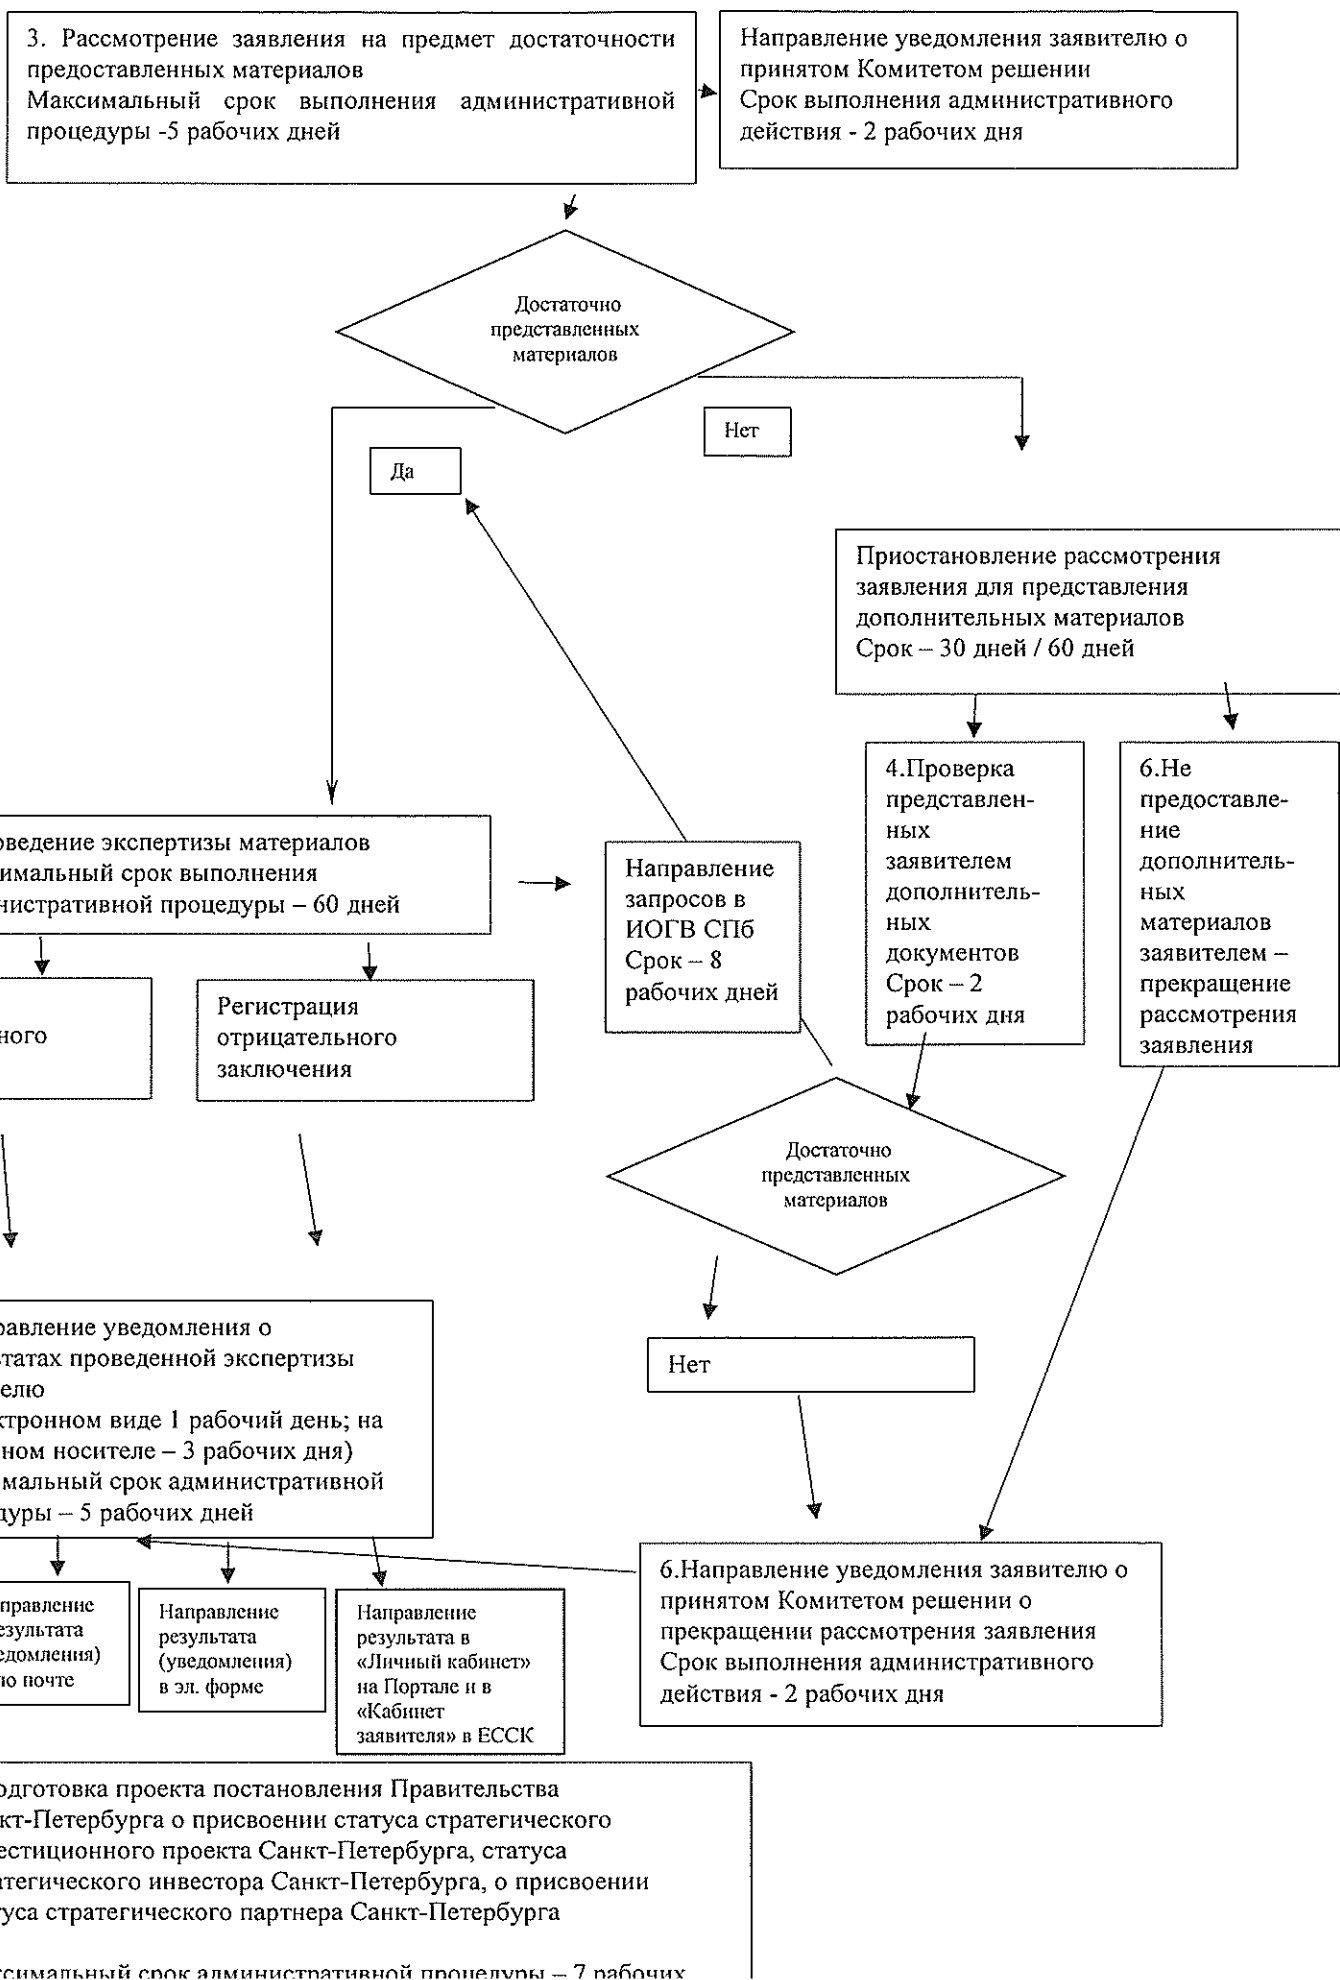 3. Рассмотрение заявления на предмет достаточности
предоставленных материалов
Максимальный срок выполнения административной
процедуры -5 рабочих дней
Направление уведомления заявителю о
принятом Комитетом решении
Срок выполнения административного
действия - 2 рабочих дня
Достаточно
представленных
материалов
Нет
Да
Приостановление рассмотрения
заявления для представления
дополнительных материалов
Срок – 30 дней / 60 дней
4.Проверка
представлен-
ных
заявителем
дополнитель-
ных
документов
Срок – 2
рабочих дня
6.Не
предоставле-
ние
дополнитель-
ных
материалов
заявителем –
прекращение
рассмотрения
заявления
оведение экспертизы материалов
имальный срок выполнения
нистративной процедуры – 60 дней
Направление
запросов в
ИОГВ СПб
Срок – 8
рабочих дней
ного
Регистрация
отрицательного
заключения
Достаточно
представленных
материалов
Нет
равление уведомления о
ьтатах проведенной экспертизы
елю
ктронном виде 1 рабочий день; на
ном носителе – 3 рабочих дня)
мальный срок административной
дуры – 5 рабочих дней
6.Направление уведомления заявителю о
принятом Комитетом решении о
прекращении рассмотрения заявления
Срок выполнения административного
действия - 2 рабочих дня
правление
езультата
едомления)
ю почте
Направление
результата
(уведомления)
в эл. форме
Направление
результата в
«Личный кабинет»
на Портале и в
«Кабинет
заявителя» в ЕССК
одготовка проекта постановления Правительства
кт-Петербурга о присвоении статуса стратегического
естиционного проекта Санкт-Петербурга, статуса
атегического инвестора Санкт-Петербурга, о присвоении
туса стратегического партнера Санкт-Петербурга
ксимальный срок административной процедуры – 7 рабочих